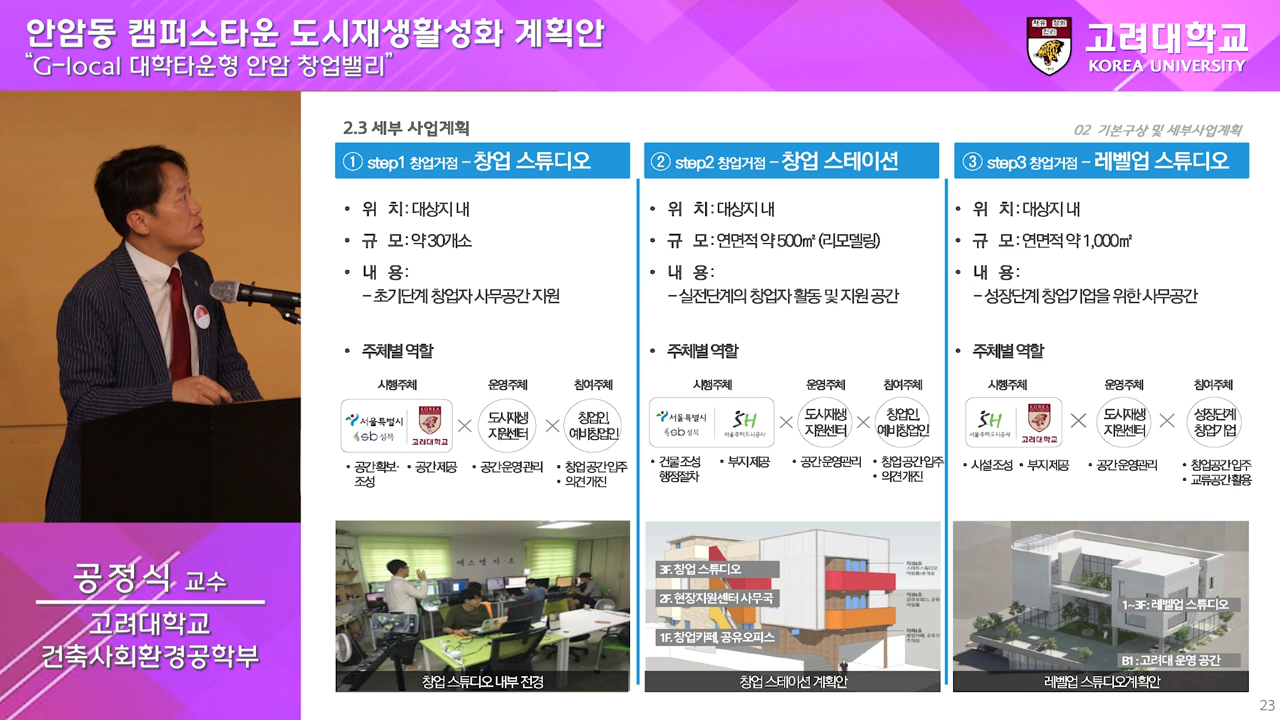 안암동 캠퍼스타운 도시재생활성화 계획안
“G-local 대학타운형 안암 창업밸리”
고려대학교
KOREA UNIVERSITY
2.3 세부 사업계획
02 기본구상 및 세부사업계획
① step1 창업거점 – 창업 스튜디오
• 위 치 : 대상지 내
• 규 모 : 약 30개소
• 내 용 :
– 초기단계 창업자 사무공간 지원
• 주체별 역할
시행주체 운영주체 참여주체
서울특별시
sb 성북
고려대학교
도시재생
지원센터
창업인,
예비창업인
• 공간 확보·
조성
• 공간 제공
• 공간 운영 관리
• 창업 공간 입주
• 의견 개진
창업 스튜디오 내부 전경
② step2 창업거점 – 창업 스테이션
• 위 치 : 대상지 내
• 규 모 : 연면적 약 500㎡ (리모델링)
• 내 용 :
– 실전단계의 창업자 활동 및 지원 공간
• 주체별 역할
시행주체 운영주체 참여주체
서울특별시
sb 성북
SH
서울주택도시공사
도시재생
지원센터
창업인,
예비창업인
• 건물 조성
행정절차
• 부지 제공
• 공간 운영관리
• 창업 공간 입주
• 의견 개진
3F. 창업 스튜디오
2F. 현장지원센터 사무국
1F. 창업카페, 공유오피스
창업 스테이션 계획안
③ step3 창업거점 – 레벨업 스튜디오
• 위 치 : 대상지 내
• 규 모 : 연면적 약 1,000㎡
• 내 용 :
– 성장단계 창업기업을 위한 사무공간
• 주체별 역할
시행주체 운영주체 참여주체
SH
서울주택도시공사
고려대학교
도시재생
지원센터
성장단계
창업기업
• 시설 조성
• 부지 제공
• 공간 운영관리
• 창업공간 입주
• 교류공간 활용
1~3F : 레벨업 스튜디오
B1 : 고려대 운영 공간
레벨업 스튜디오계획안
공정식 교수
고려대학교
건축사회환경공학부
23